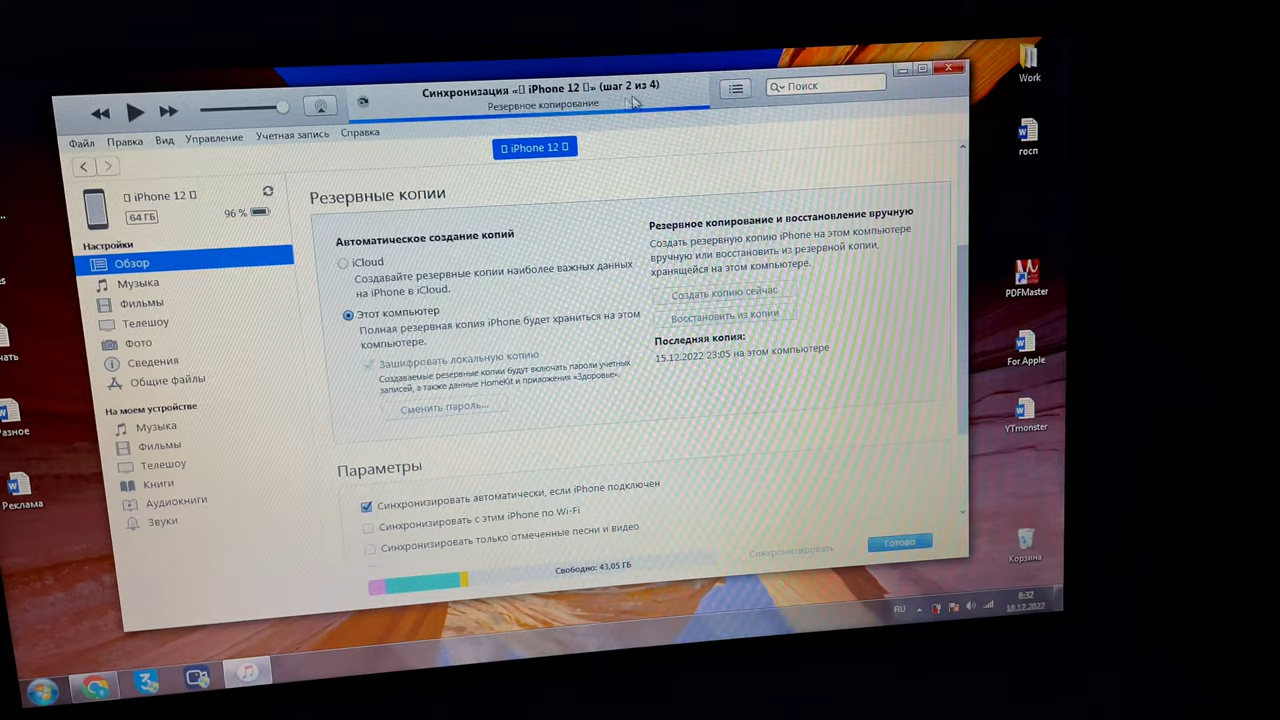 Синхронизация «▯ iPhone 12 ▯» (шаг 2 из 4)
Резервное копирование
Поиск
Файл Правка Вид Управление Учетная запись Справка
▯ iPhone 12 ▯
▯ iPhone 12 ▯
64 ГБ 96 %
Настройки
Обзор
Музыка
Фильмы
Телешоу
Фото
Сведения
Общие файлы
На моем устройстве
Музыка
Фильмы
Телешоу
Книги
Аудиокниги
Звуки
Резервные копии
Автоматическое создание копий
iCloud
Создавайте резервные копии наиболее важных данных
на iPhone в iCloud.
Этот компьютер
Полная резервная копия iPhone будет храниться на этом
компьютере.
Зашифровать локальную копию
Создаваемые резервные копии будут включать пароли учетных
записей, а также данные HomeKit и приложения «Здоровье».
Сменить пароль...
Резервное копирование и восстановление вручную
Создать резервную копию iPhone на этом компьютере
вручную или восстановить из резервной копии,
хранящейся на этом компьютере.
Создать копию сейчас
Восстановить из копии
Последняя копия:
15.12.2022 23:05 на этом компьютере
Параметры
Синхронизировать автоматически, если iPhone подключен
Синхронизировать с этим iPhone по Wi-Fi
Синхронизировать только отмеченные песни и видео
Свободно: 43,05 ГБ
Синхронизировать
Готово
Work
госп
PDFMaster
For Apple
YTmonster
Корзина
Разное
Реклама
RU
8:32
18.12.2022